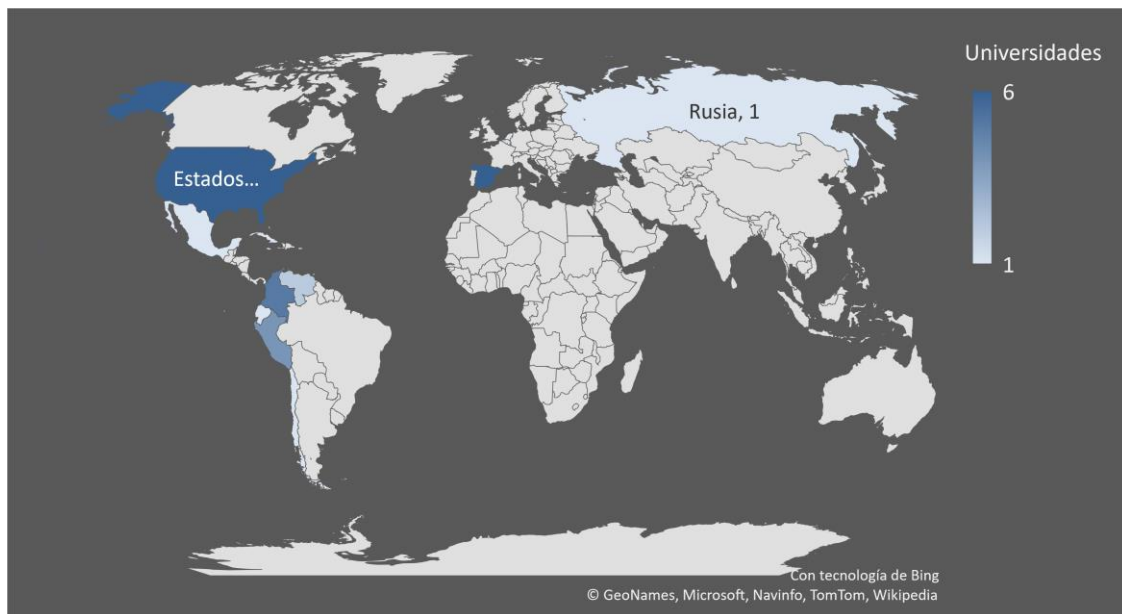 Universidades
6
Rusia, 1
Estados...
1
Con tecnología de Bing
© GeoNames, Microsoft, Navinfo, TomTom, Wikipedia